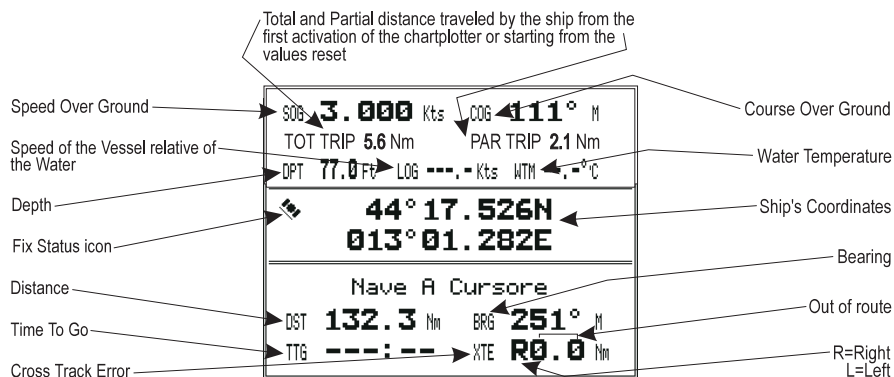 Total and Partial distance traveled by the ship from the
first activation of the chartplotter or starting from the
values reset
Speed Over Ground
SOG 3.000 Kts COG 111° M
Course Over Ground
TOT TRIP 5.6 Nm PAR TRIP 2.1 Nm
Speed of the Vessel relative of
the Water
DPT 77.0 Ft LOG ---.- Kts WTM --.-°C
Water Temperature
Depth
44°17.526N
Ship's Coordinates
Fix Status icon
013°01.282E
Nave A Cursore
Bearing
Distance
DST 132.3 Nm BRG 251° M
Out of route
Time To Go
TTG ---:-- XTE R0.0 Nm
Cross Track Error
R=Right
L=Left